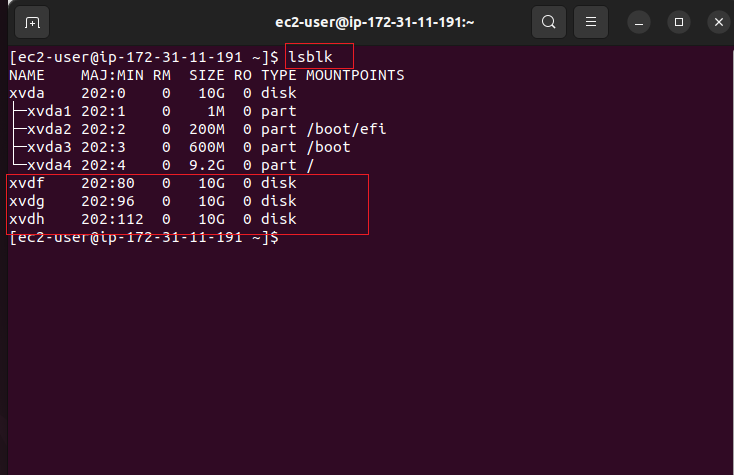 ec2-user@ip-172-31-11-191:~
[ec2-user@ip-172-31-11-191 ~]$ lsblk
NAME    MAJ:MIN RM  SIZE RO TYPE MOUNTPOINTS
xvda    202:0    0   10G  0 disk
├─xvda1 202:1    0    1M  0 part
├─xvda2 202:2    0  200M  0 part /boot/efi
├─xvda3 202:3    0  600M  0 part /boot
└─xvda4 202:4    0  9.2G  0 part /
xvdf    202:80   0   10G  0 disk
xvdg    202:96   0   10G  0 disk
xvdh    202:112  0   10G  0 disk
[ec2-user@ip-172-31-11-191 ~]$